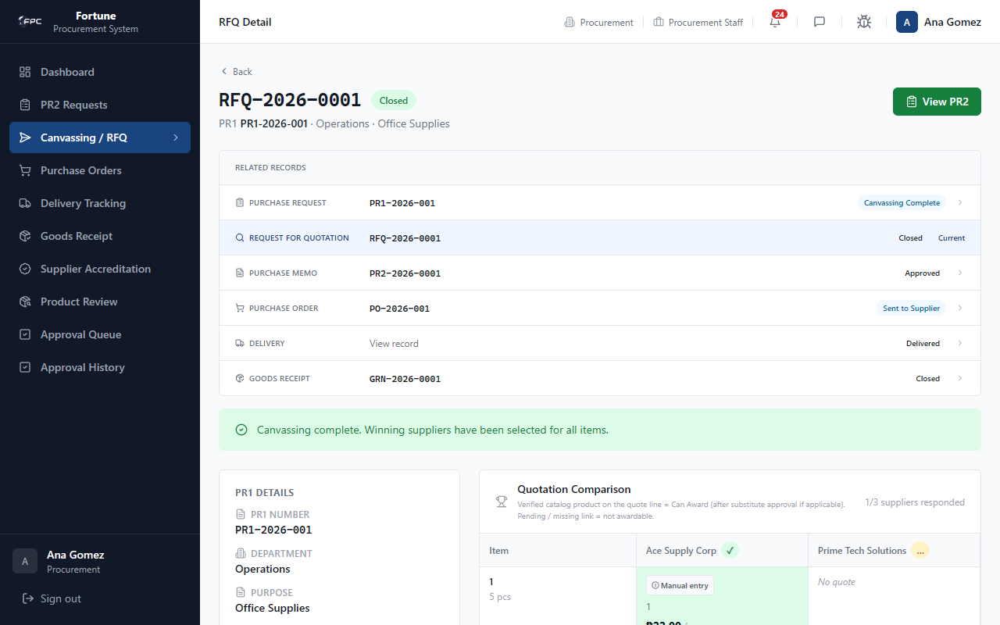 FPC
Fortune
Procurement System
Dashboard
PR2 Requests
Canvassing / RFQ
Purchase Orders
Delivery Tracking
Goods Receipt
Supplier Accreditation
Product Review
Approval Queue
Approval History
A
Ana Gomez
Procurement
Sign out
RFQ Detail
Procurement
Procurement Staff
24
A
Ana Gomez
Back
RFQ-2026-0001
Closed
View PR2
PR1 PR1-2026-001 · Operations · Office Supplies
RELATED RECORDS
PURCHASE REQUEST PR1-2026-001 Canvassing Complete
REQUEST FOR QUOTATION RFQ-2026-0001 Closed Current
PURCHASE MEMO PR2-2026-0001 Approved
PURCHASE ORDER PO-2026-001 Sent to Supplier
DELIVERY View record Delivered
GOODS RECEIPT GRN-2026-0001 Closed
Canvassing complete. Winning suppliers have been selected for all items.
PR1 DETAILS
PR1 NUMBER
PR1-2026-001
DEPARTMENT
Operations
PURPOSE
Office Supplies
Quotation Comparison
Verified catalog product on the quote line = Can Award (after substitute approval if applicable).
Pending / missing link = not awardable.
1/3 suppliers responded
Item Ace Supply Corp ✓ Prime Tech Solutions ...
1
5 pcs
Manual entry
1
₱22.00 /
No quote